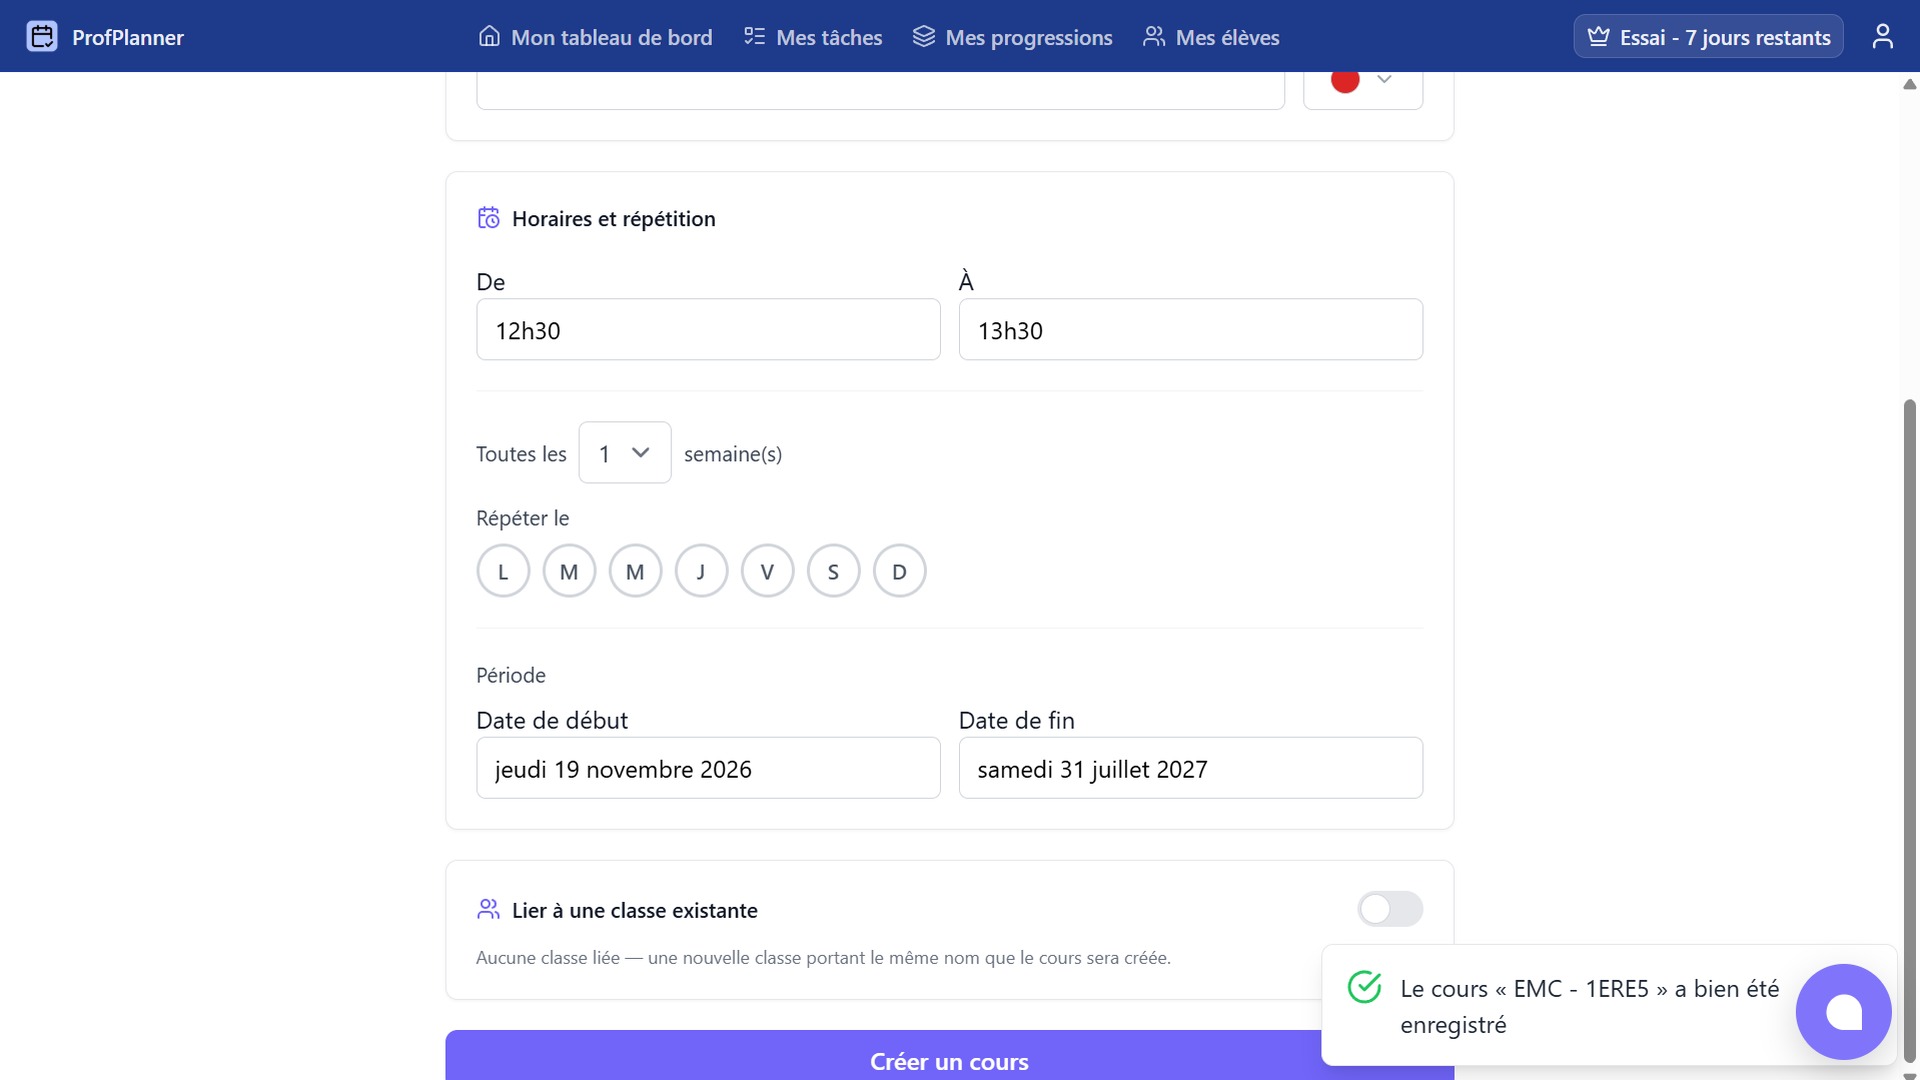 ProfPlanner
Mon tableau de bord
Mes tâches
Mes progressions
Mes élèves
Essai - 7 jours restants
Horaires et répétition
De
À
12h30
13h30
Toutes les 1 semaine(s)
Répéter le
L M M J V S D
Période
Date de début
Date de fin
jeudi 19 novembre 2026
samedi 31 juillet 2027
Lier à une classe existante
Aucune classe liée — une nouvelle classe portant le même nom que le cours sera créée.
Le cours « EMC - 1ERE5 » a bien été
enregistré
Créer un cours